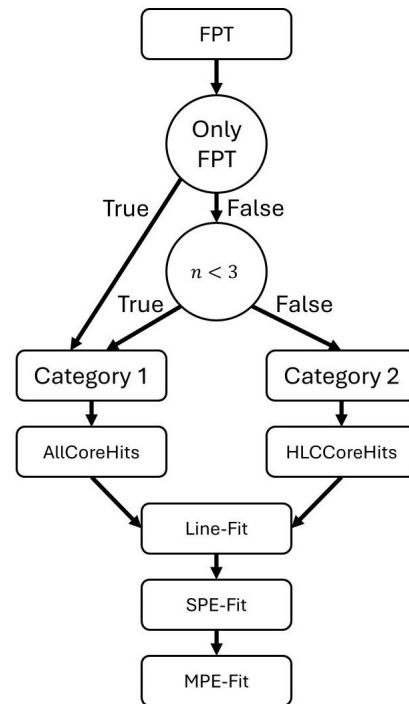 FPT
Only
FPT
True
False
n < 3
True
False
Category 1
Category 2
AllCoreHits
HLCCoreHits
Line-Fit
SPE-Fit
MPE-Fit